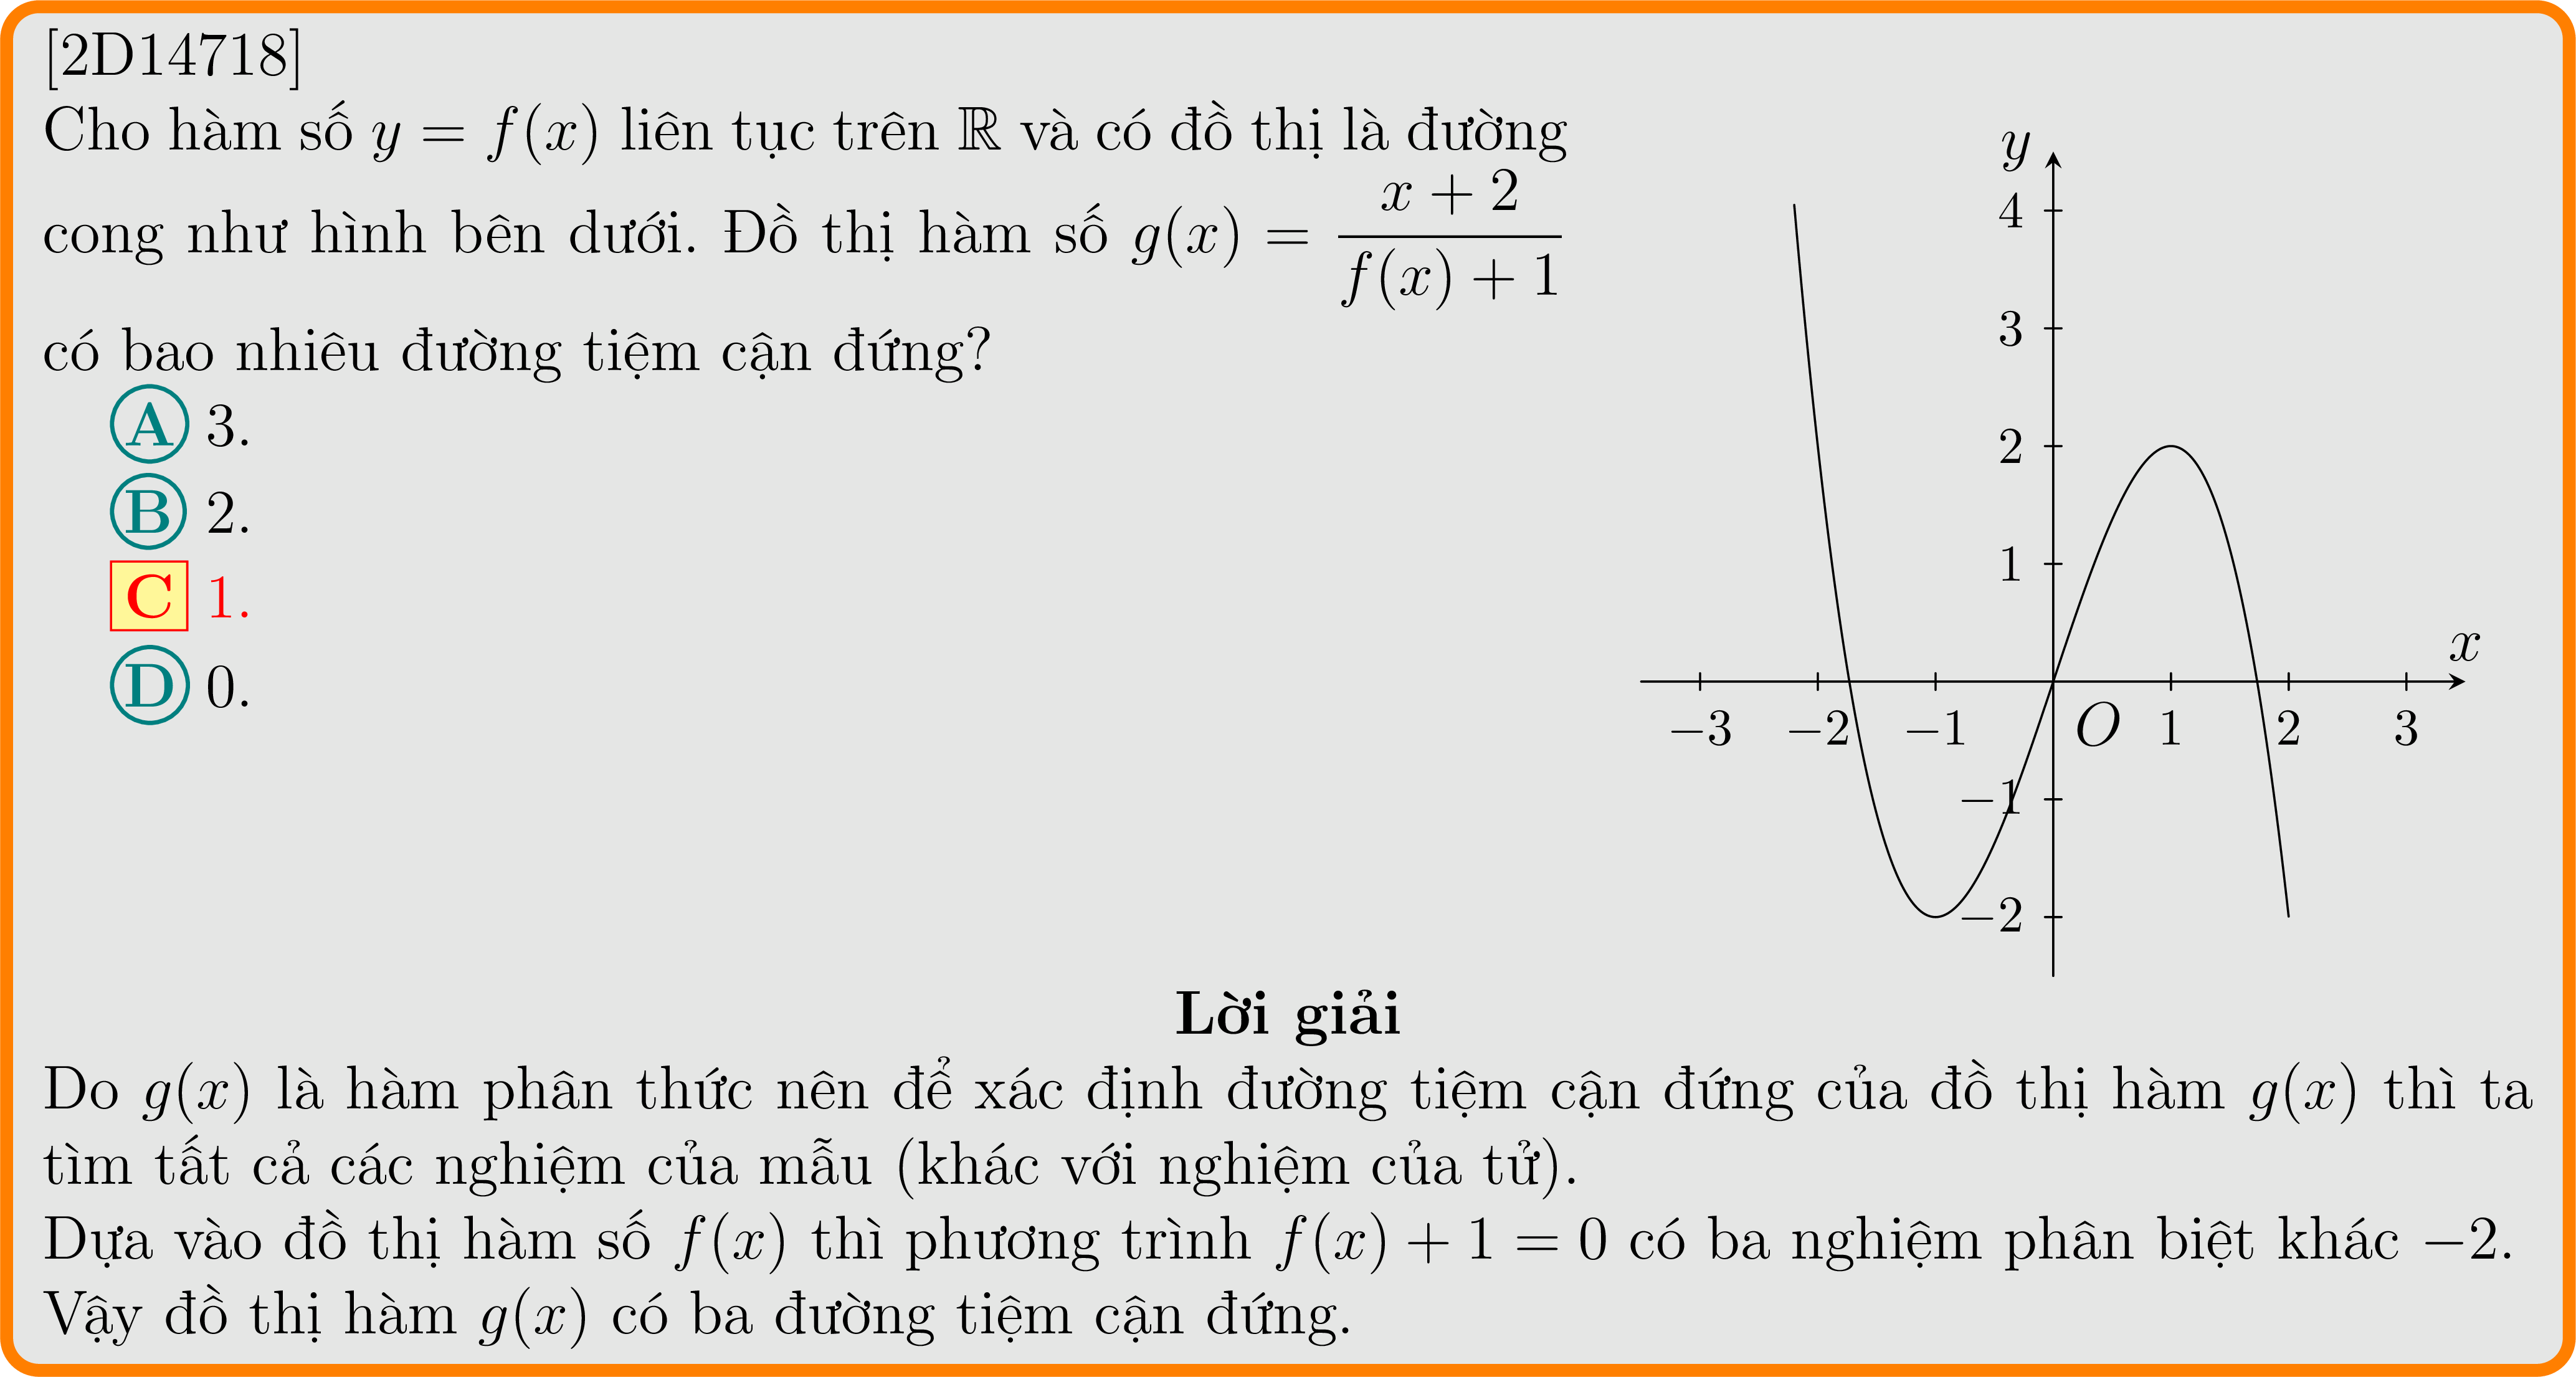 [2D14718]
Cho hàm số y = f(x) liên tục trên ℝ và có đồ thị là đường
cong như hình bên dưới. Đồ thị hàm số g(x) = \frac{x + 2}{f(x) + 1}
có bao nhiêu đường tiệm cận đứng?
A 3.
B 2.
C 1.
D 0.
y
4
3
2
1
x
−3 −2 −1 O 1 2 3
−1
−2
Lời giải
Do g(x) là hàm phân thức nên để xác định đường tiệm cận đứng của đồ thị hàm g(x) thì ta
tìm tất cả các nghiệm của mẫu (khác với nghiệm của tử).
Dựa vào đồ thị hàm số f(x) thì phương trình f(x) + 1 = 0 có ba nghiệm phân biệt khác −2.
Vậy đồ thị hàm g(x) có ba đường tiệm cận đứng.